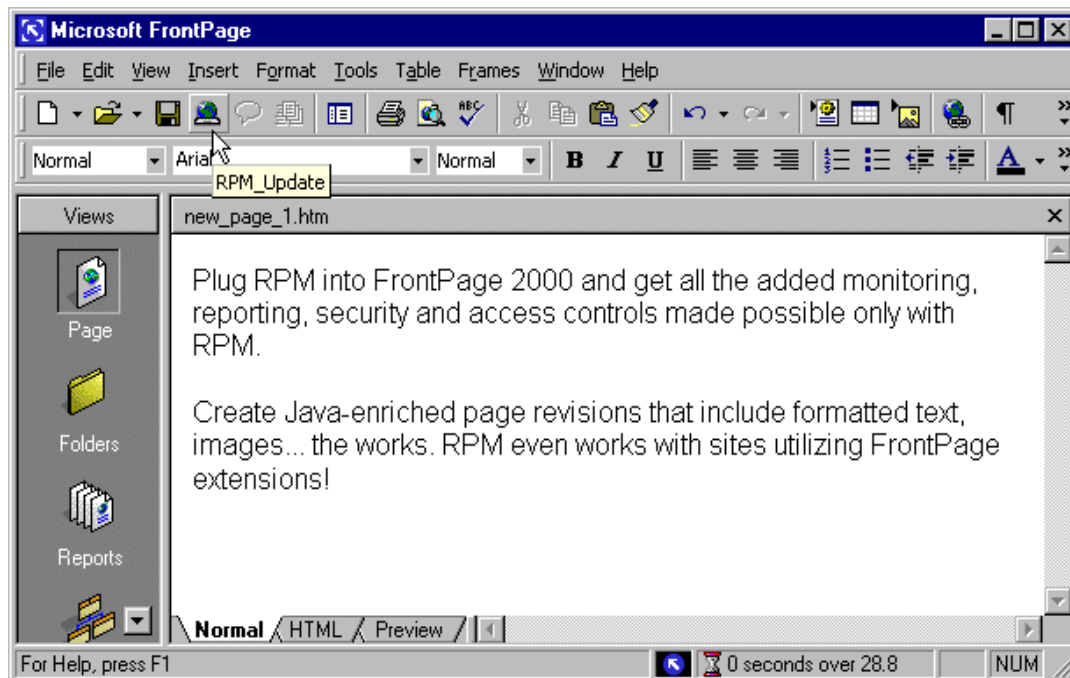 Microsoft FrontPage
File Edit View Insert Format Tools Table Frames Window Help
ABC
Normal Arial Normal B I U A
RPM_Update
Views new_page_1.htm
Plug RPM into FrontPage 2000 and get all the added monitoring,
reporting, security and access controls made possible only with
RPM.
Page
Create Java-enriched page revisions that include formatted text,
images... the works. RPM even works with sites utilizing FrontPage
extensions!
Folders
Reports
Normal HTML Preview
For Help, press F1 0 seconds over 28.8 NUM